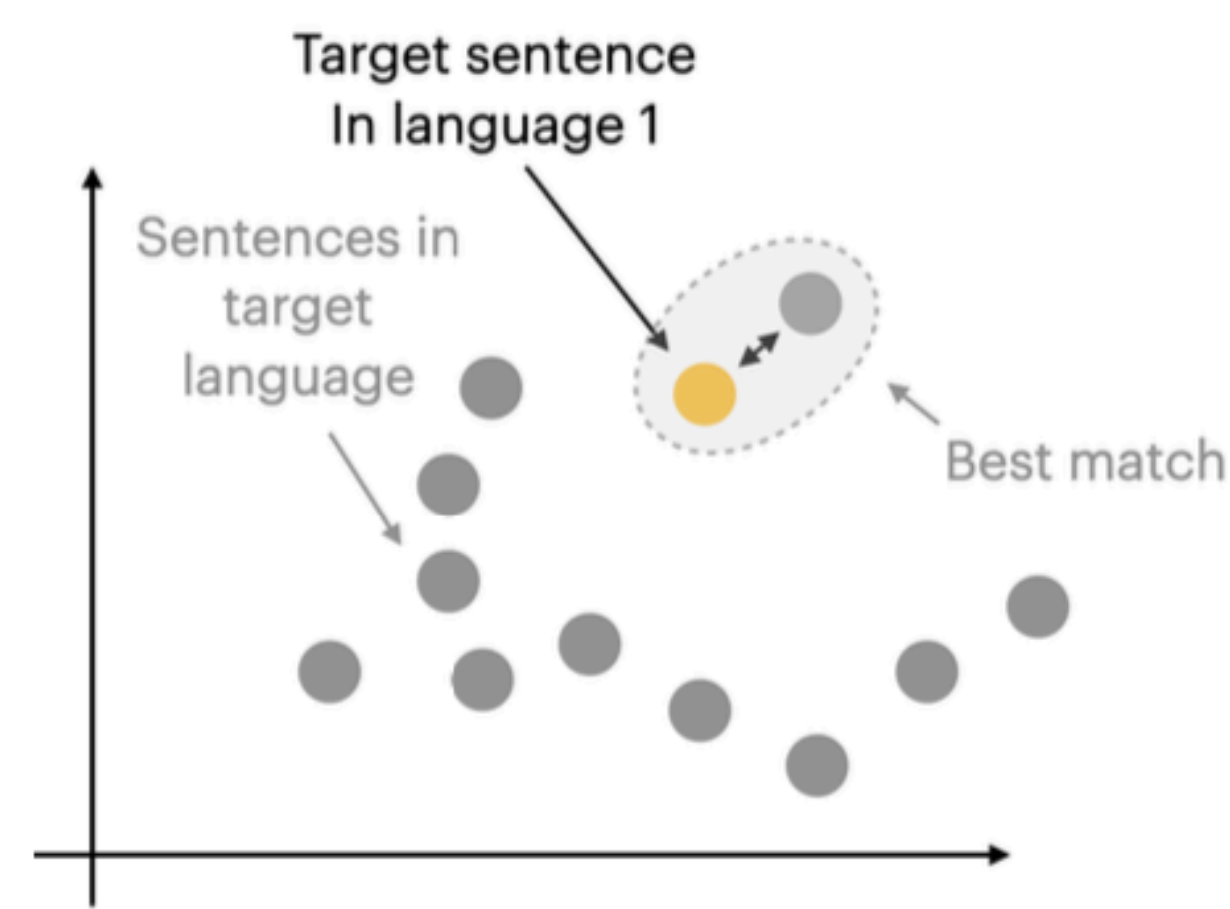 Target sentence
In language 1
Sentences in
target
language
Best match